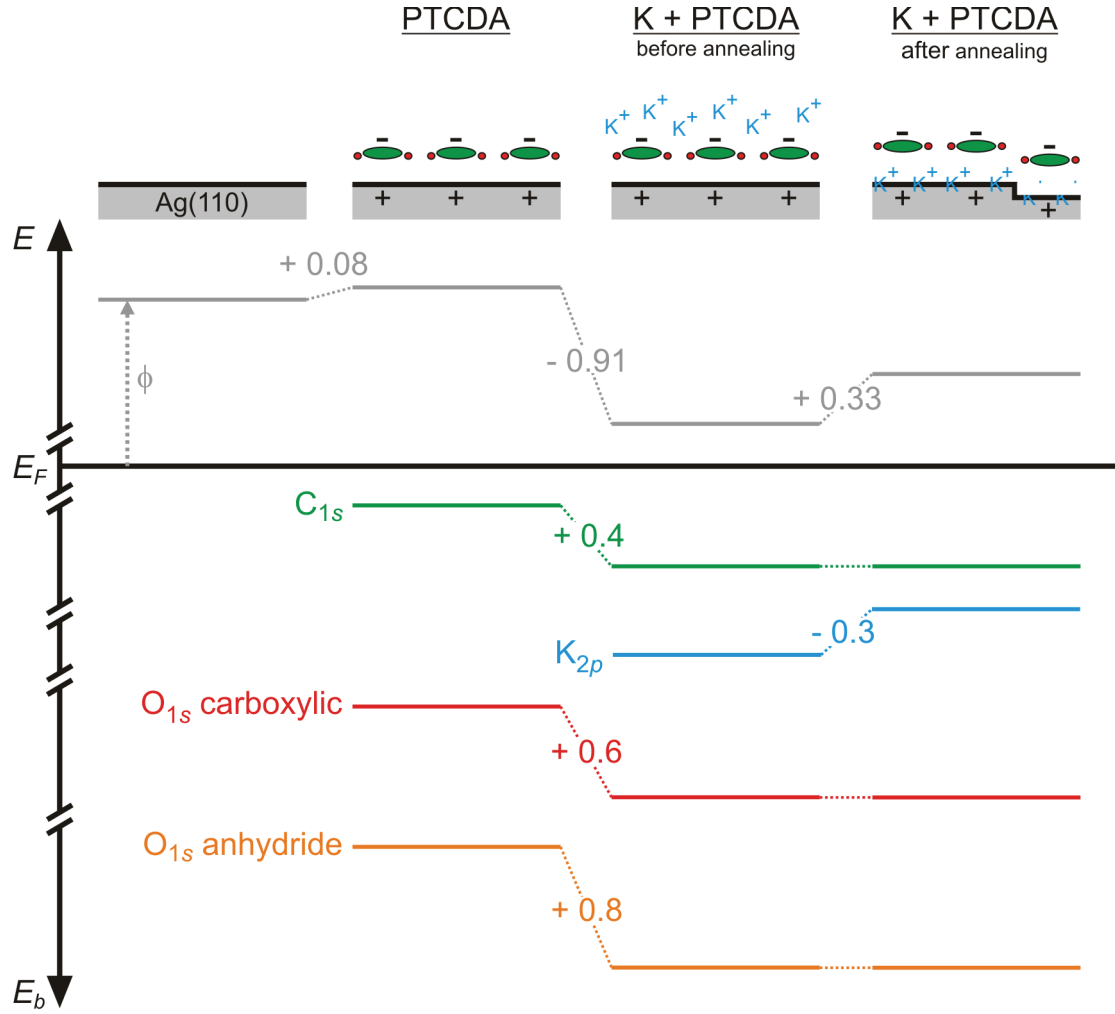 PTCDA
K + PTCDA
before annealing
K + PTCDA
after annealing
K+ K+ K+ K+ K+ K+
- - -
- - -
- - -
Ag(110)
+ + +
+ + +
K+ K+ K+ K+
K K
+ + +
E
+ 0.08
- 0.91
ϕ
+ 0.33
EF
C1s
+ 0.4
K2p
- 0.3
O1s carboxylic
+ 0.6
O1s anhydride
+ 0.8
Eb